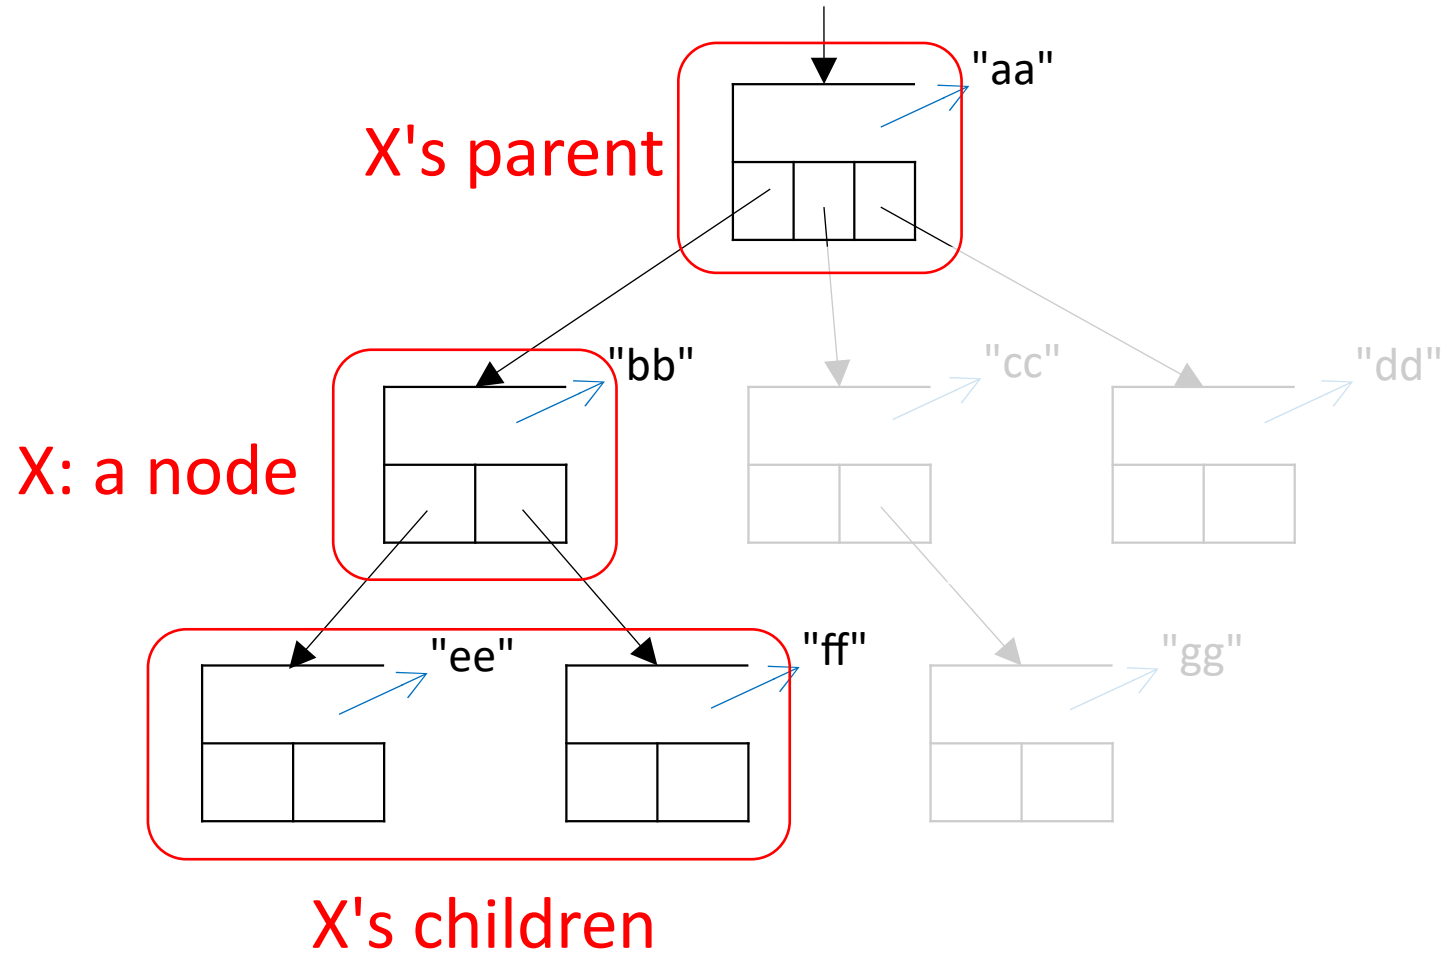 "aa"
X's parent
"bb"
"cc"
"dd"
X: a node
"ee"
"ff"
"gg"
X's children